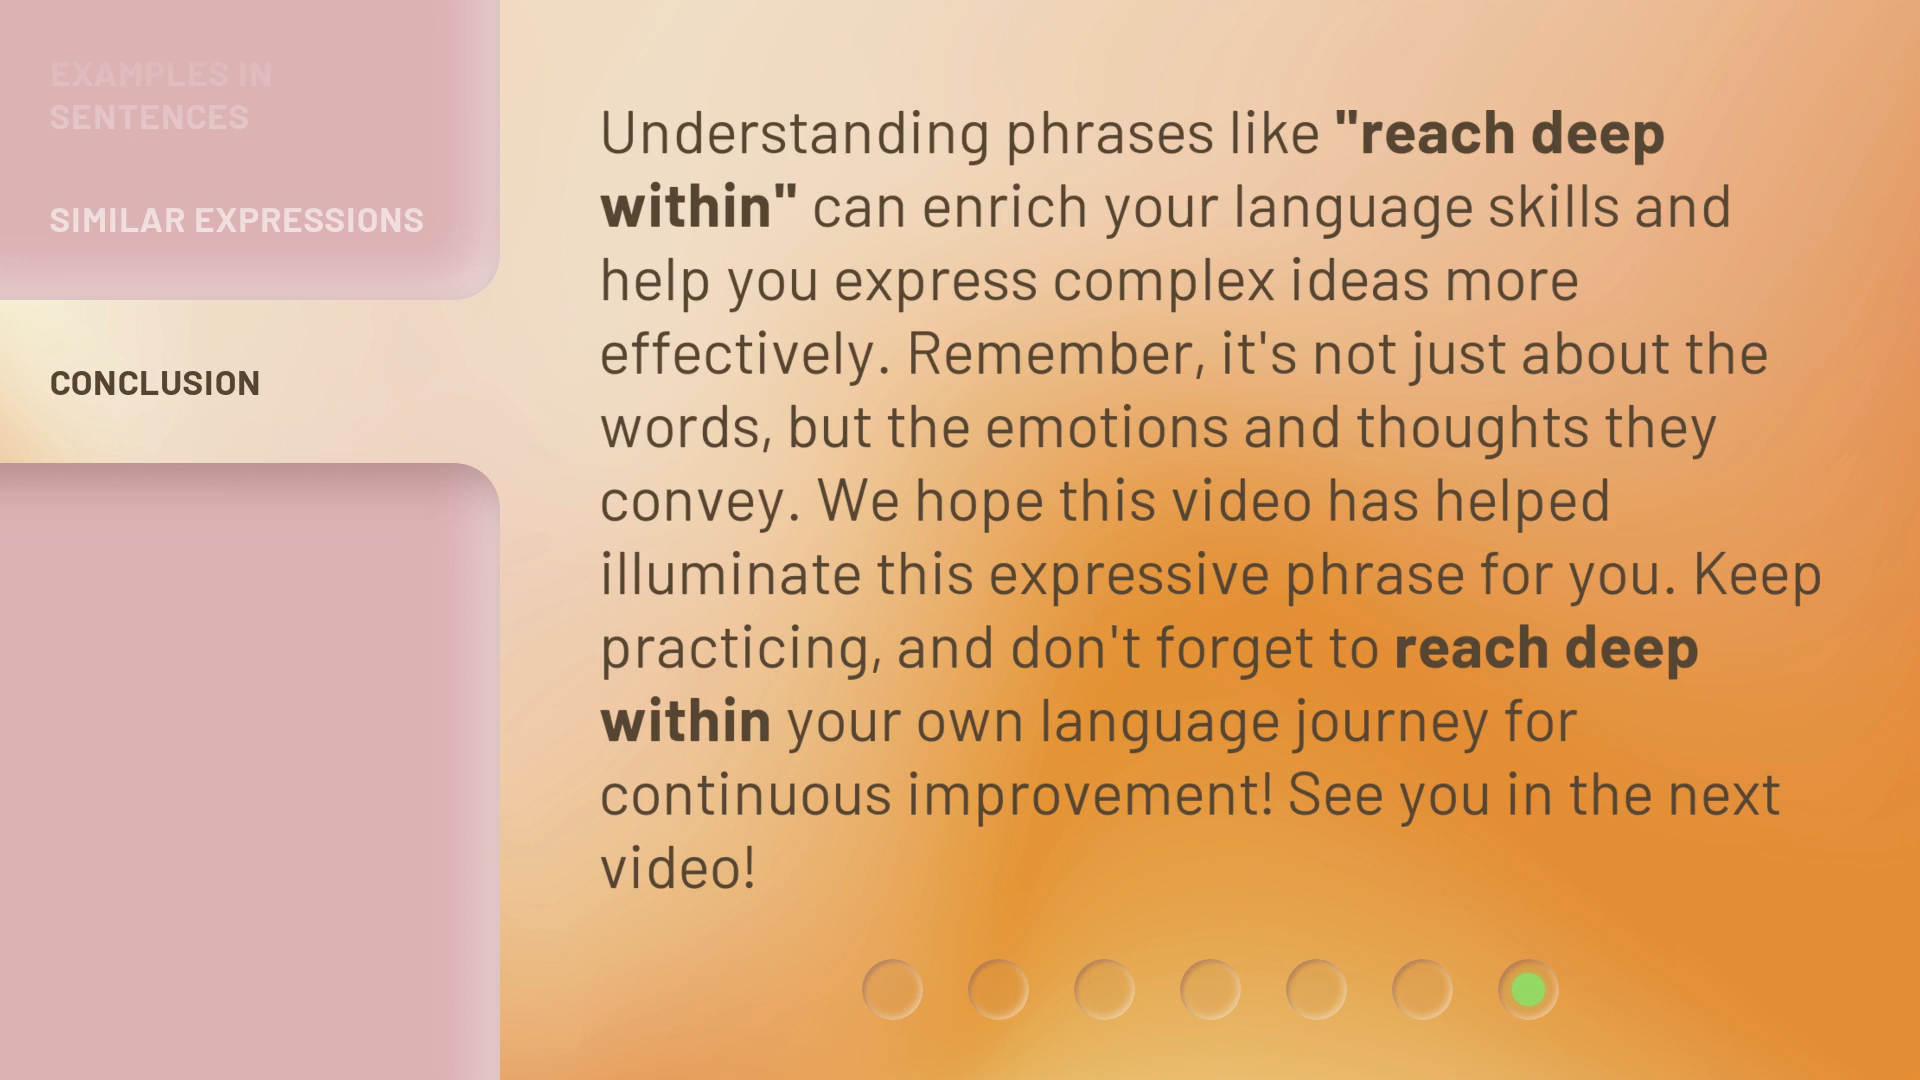 EXAMPLES IN
SENTENCES
SIMILAR EXPRESSIONS
CONCLUSION
Understanding phrases like "reach deep
within" can enrich your language skills and
help you express complex ideas more
effectively. Remember, it's not just about the
words, but the emotions and thoughts they
convey. We hope this video has helped
illuminate this expressive phrase for you. Keep
practicing, and don't forget to reach deep
within your own language journey for
continuous improvement! See you in the next
video!